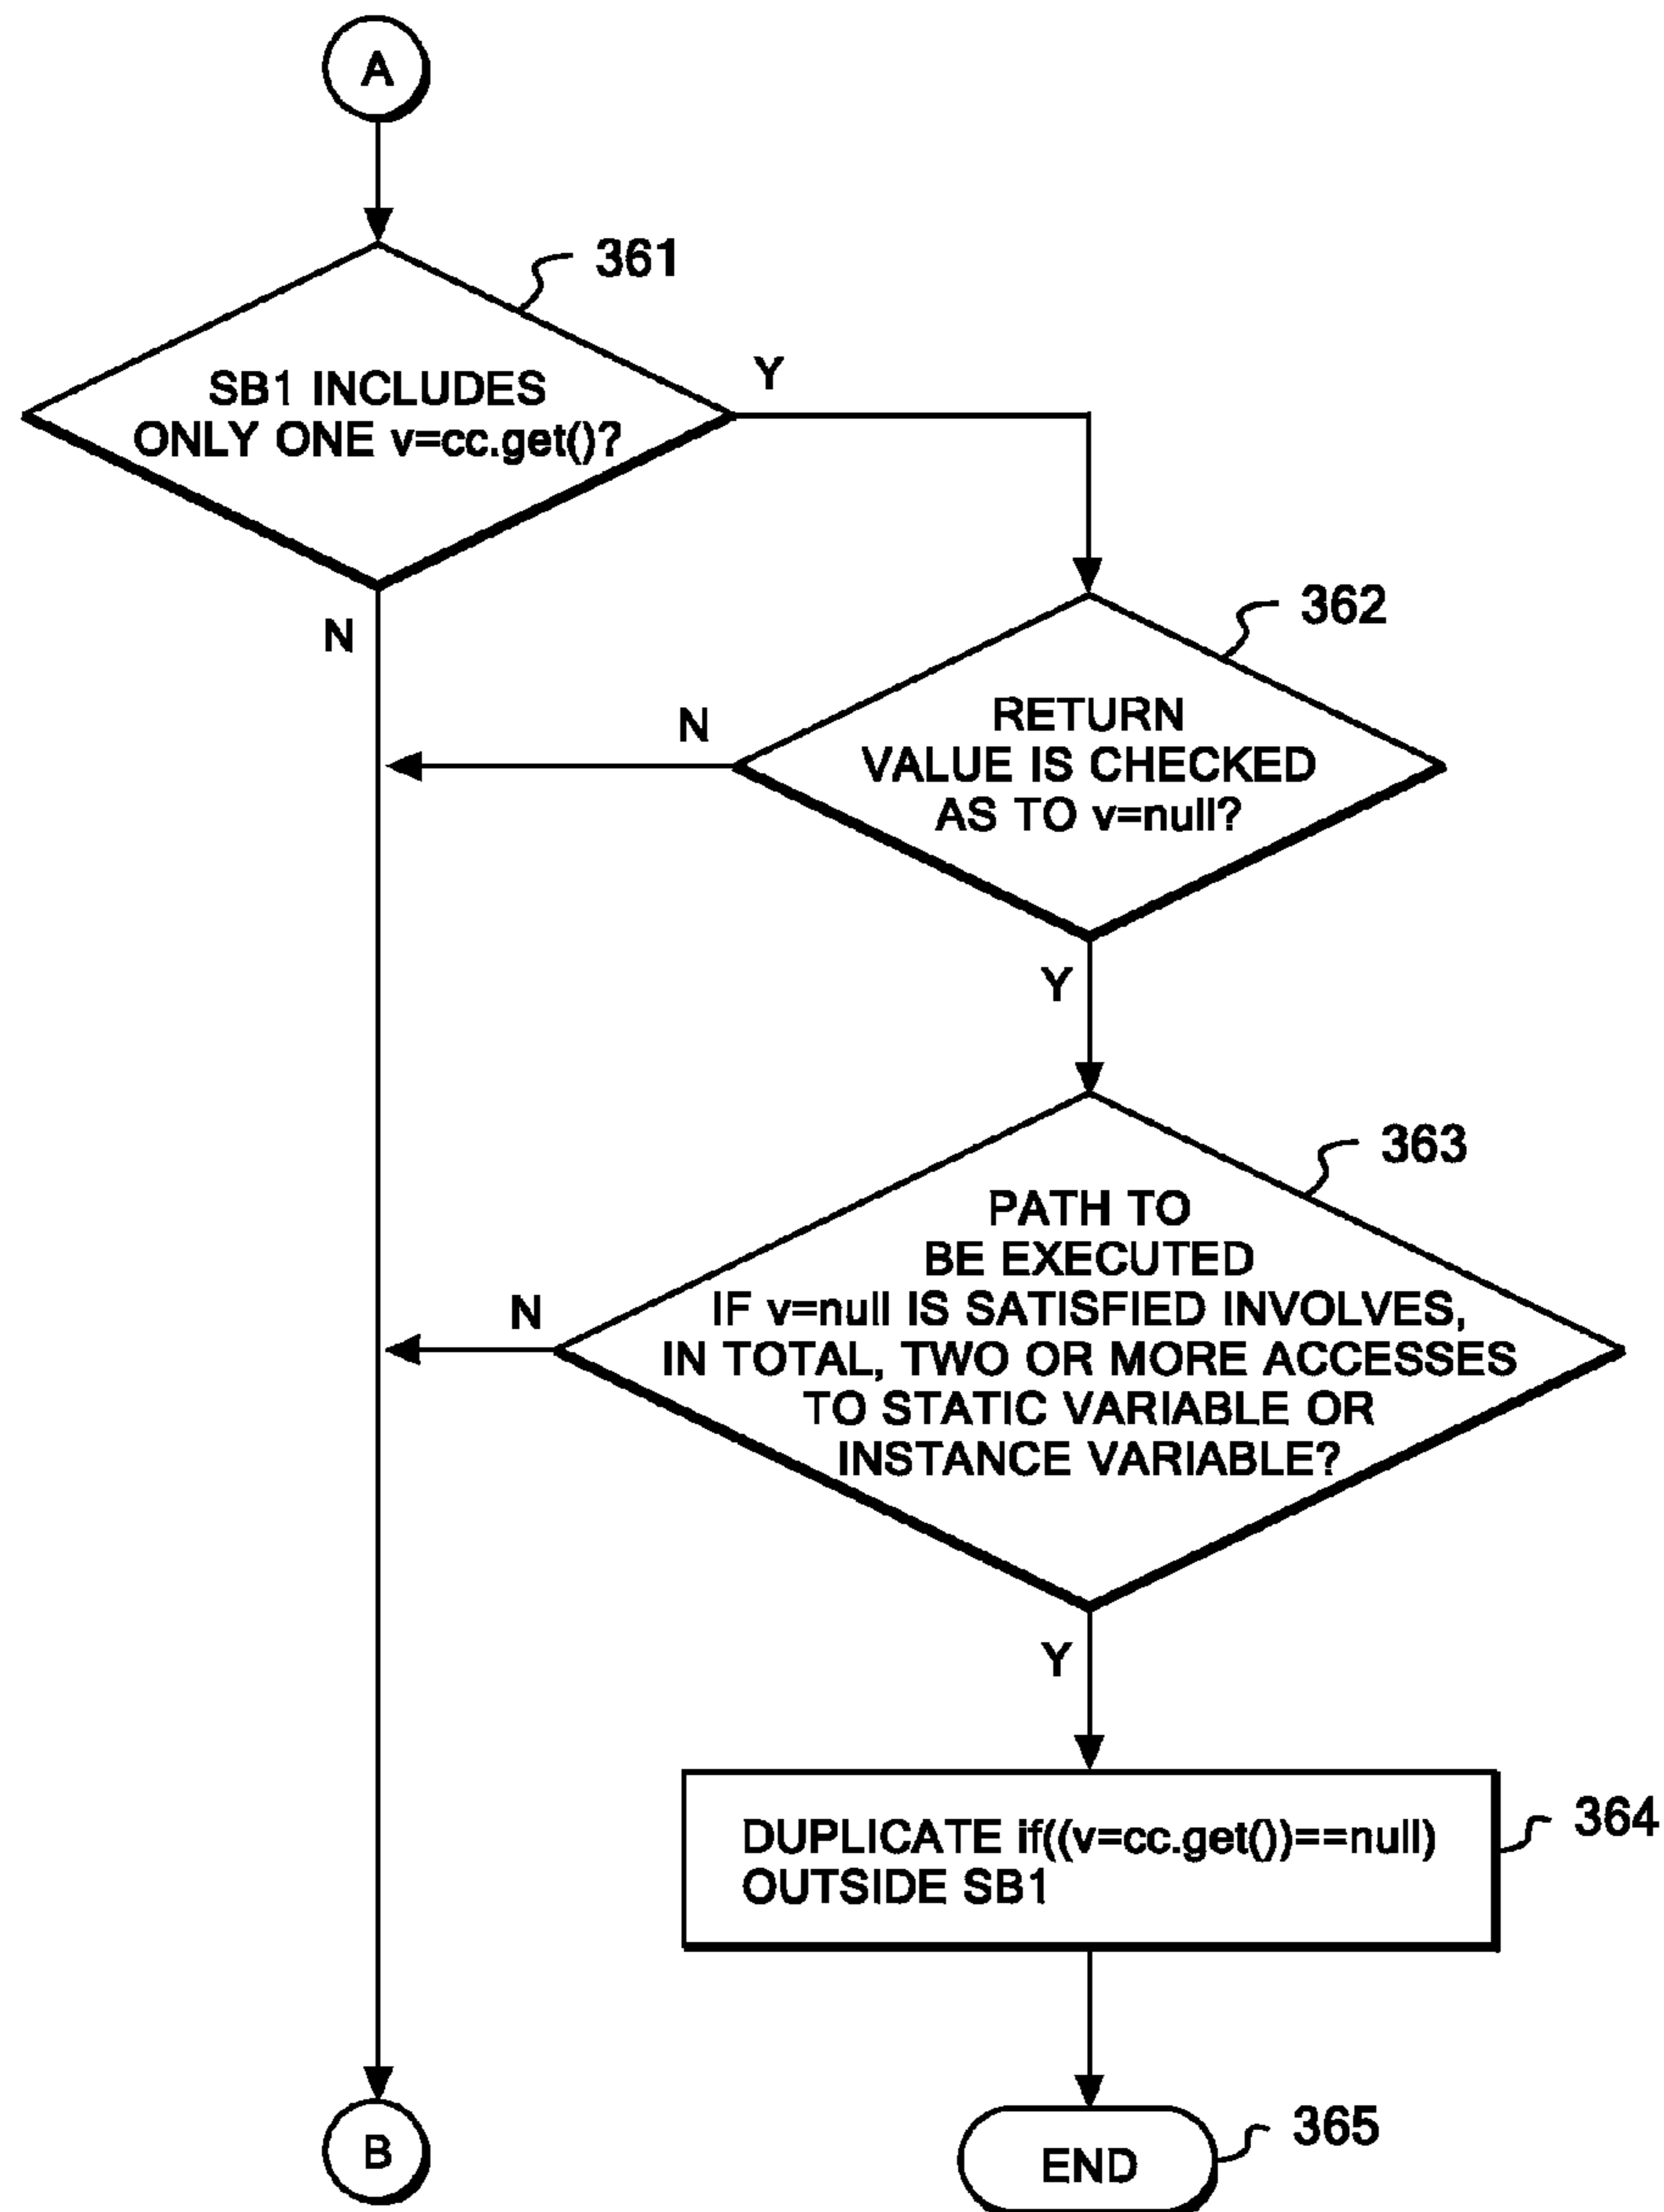 A
361
SB1 INCLUDES
ONLY ONE v=cc.get()?
Y
N
362
RETURN
VALUE IS CHECKED
AS TO v=null?
N
Y
363
PATH TO
BE EXECUTED
IF v=null IS SATISFIED INVOLVES,
IN TOTAL, TWO OR MORE ACCESSES
TO STATIC VARIABLE OR
INSTANCE VARIABLE?
N
Y
364
DUPLICATE if((v=cc.get())==null)
OUTSIDE SB1
B
END
365